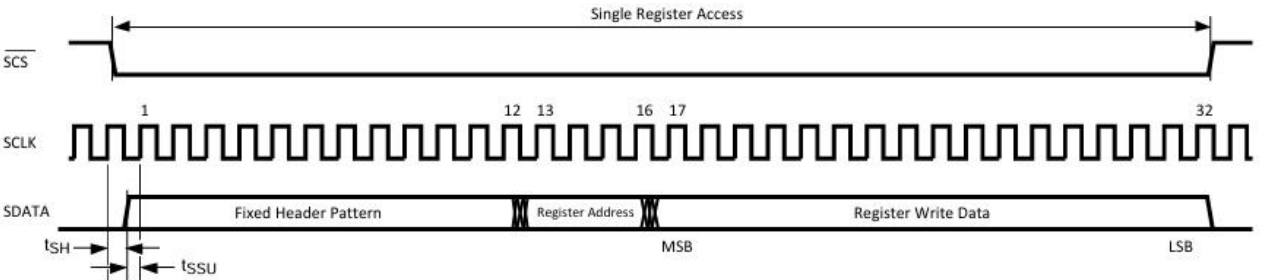 Single Register Access
SCS
1 12 13 16 17 32
SCLK
SDATA Fixed Header Pattern Register Address Register Write Data
tSH MSB LSB
tSSU